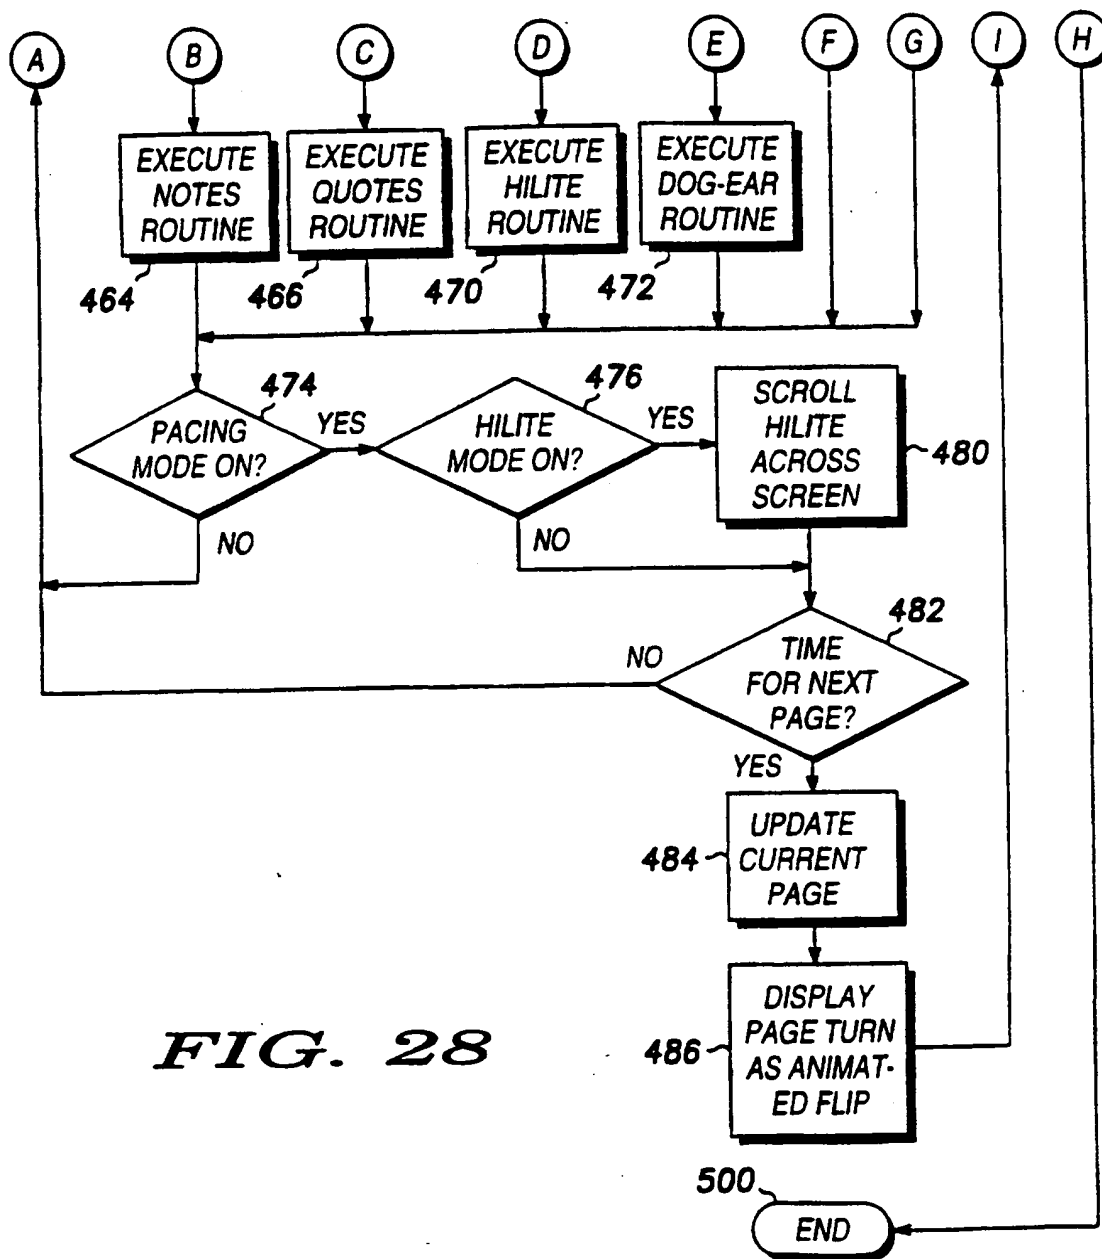 A
B
C
D
E
F
G
I
H
EXECUTE
NOTES
ROUTINE
464
EXECUTE
QUOTES
ROUTINE
466
EXECUTE
HILITE
ROUTINE
470
EXECUTE
DOG-EAR
ROUTINE
472
PACING
MODE ON?
474
YES
NO
HILITE
MODE ON?
476
YES
NO
SCROLL
HILITE
ACROSS
SCREEN
480
TIME
FOR NEXT
PAGE?
482
NO
YES
UPDATE
CURRENT
PAGE
484
DISPLAY
PAGE TURN
AS ANIMAT-
ED FLIP
486
FIG. 28
500
END